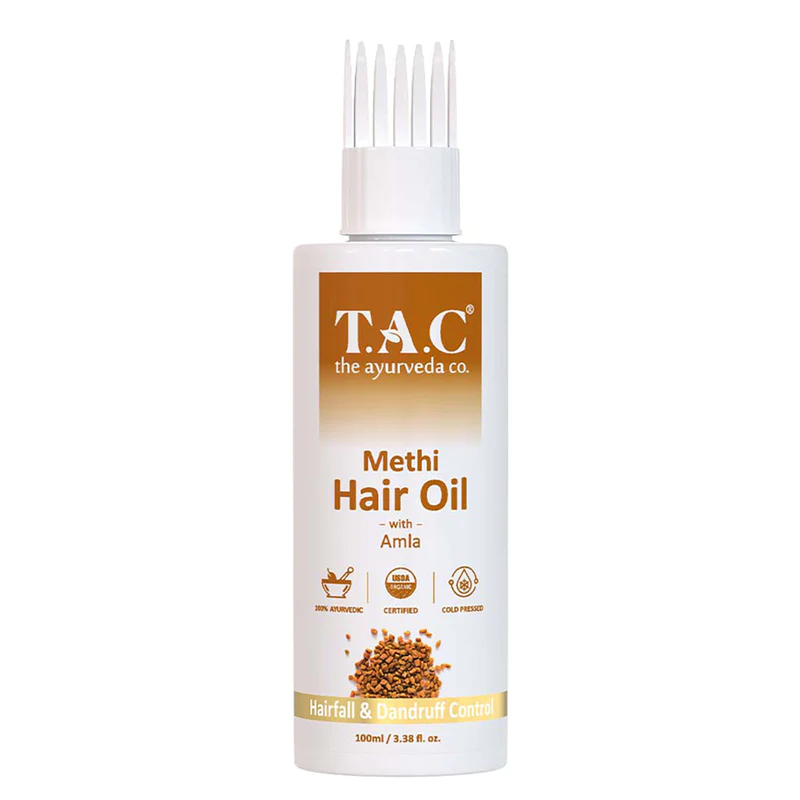 T.A.C®
the ayurveda co.
Methi
Hair Oil
– with –
Amla
USDA
ORGANIC
100% AYURVEDIC
CERTIFIED
COLD PRESSED
Hairfall & Dandruff Control
100ml / 3.38 fl. oz.